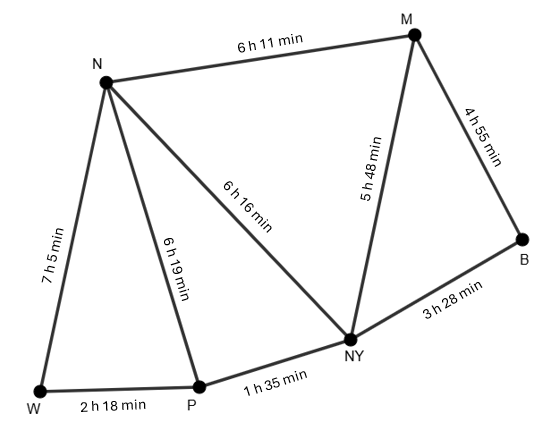 M
6 h 11 min
N
4 h 55 min
5 h 48 min
6 h 16 min
7 h 5 min
6 h 19 min
B
3 h 28 min
NY
1 h 35 min
W
2 h 18 min
P